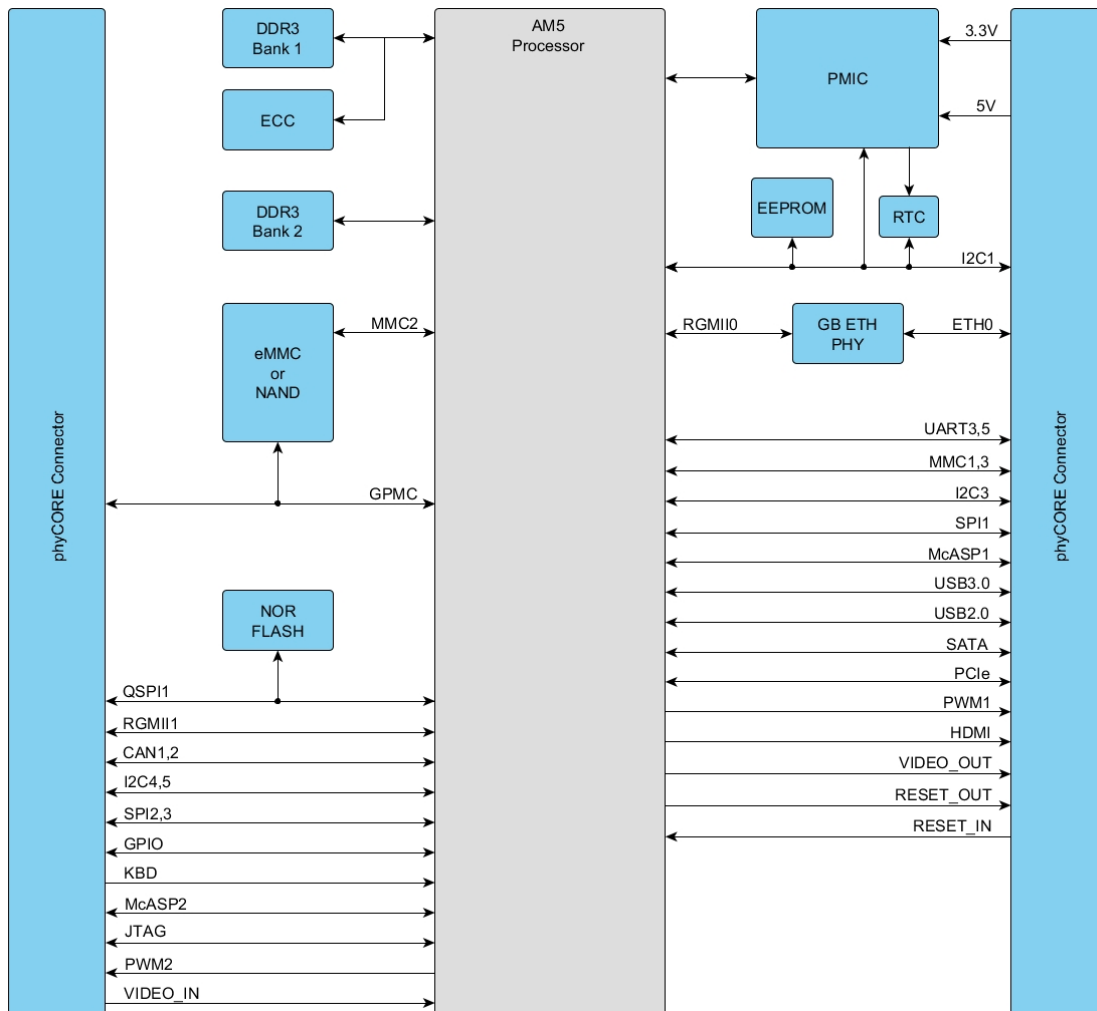 DDR3
Bank 1
ECC
DDR3
Bank 2
MMC2
eMMC
or
NAND
GPMC
phyCORE Connector
NOR
FLASH
QSPI1
RGMII1
CAN1,2
I2C4,5
SPI2,3
GPIO
KBD
McASP2
JTAG
PWM2
VIDEO_IN
AM5
Processor
PMIC
3.3V
5V
EEPROM
RTC
I2C1
RGMII0
GB ETH
PHY
ETH0
UART3,5
MMC1,3
I2C3
SPI1
McASP1
USB3.0
USB2.0
SATA
PCIe
PWM1
HDMI
VIDEO_OUT
RESET_OUT
RESET_IN
phyCORE Connector